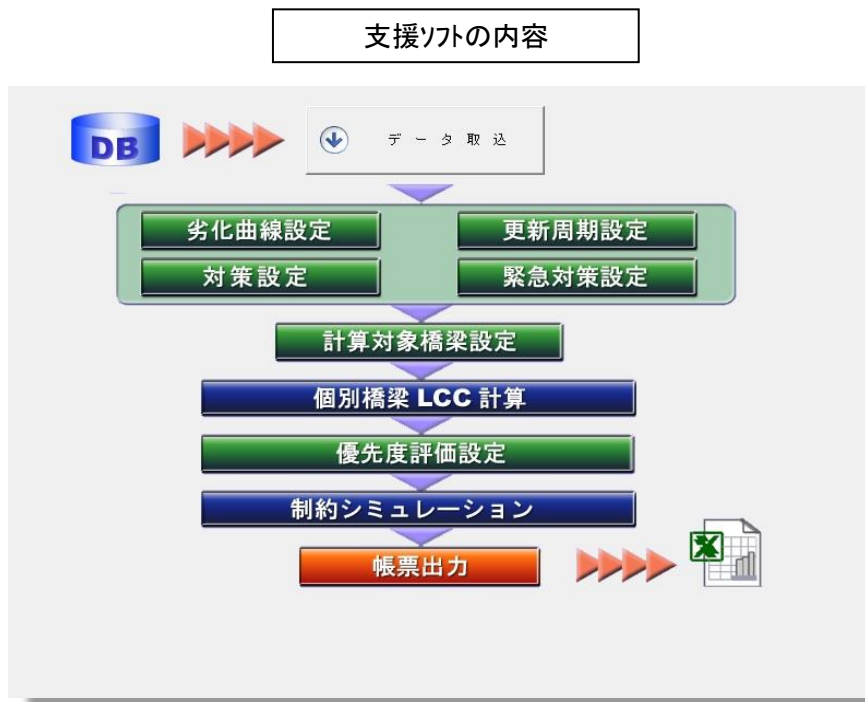 支援ソフトの内容
DB
データ取込
劣化曲線設定
更新周期設定
対策設定
緊急対策設定
計算対象橋梁設定
個別橋梁 LCC 計算
優先度評価設定
制約シミュレーション
帳票出力